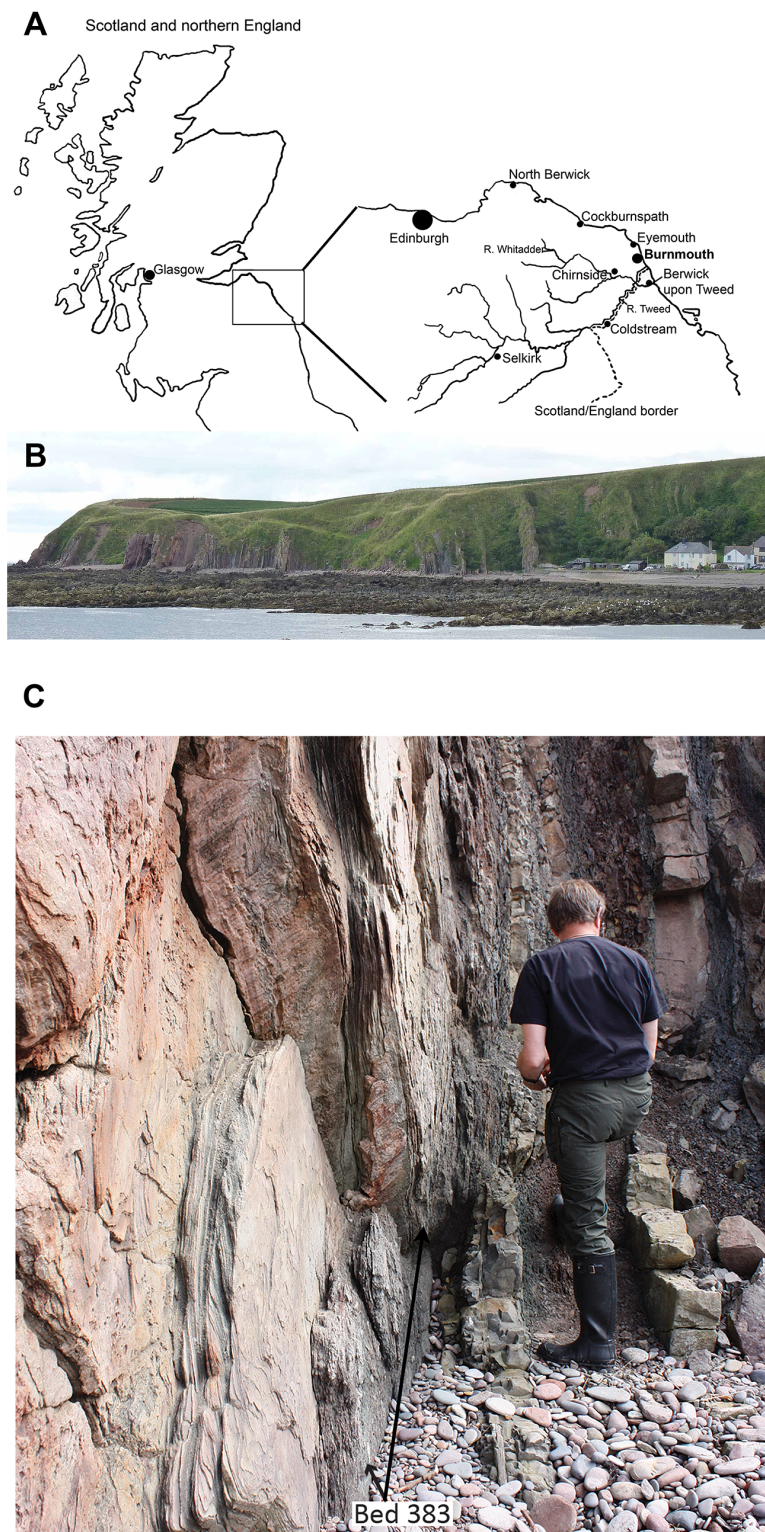 A
Scotland and northern England
North Berwick
Cockburnspath
Edinburgh
Eyemouth
R. Whitadder
Burnmouth
Glasgow
Chirnside
Berwick
upon Tweed
R. Tweed
Coldstream
Selkirk
Scotland/England border
B
C
Bed 383